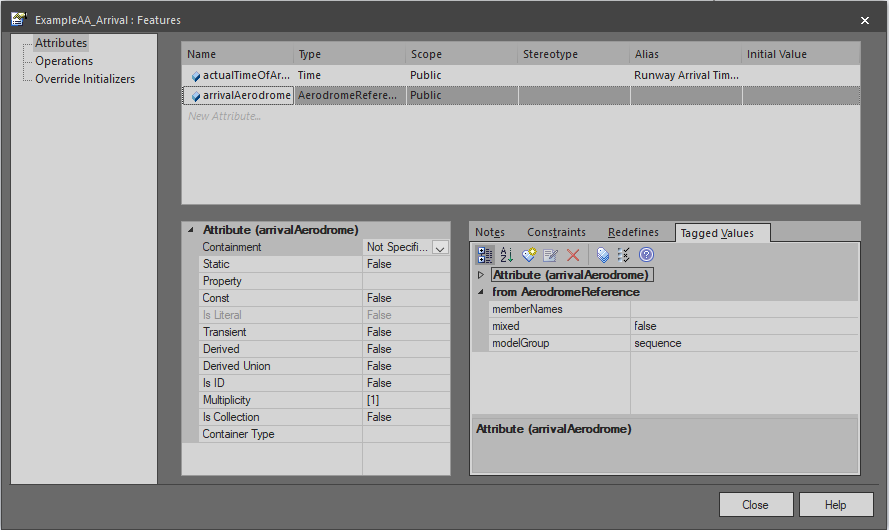 ExampleAA_Arrival : Features
Attributes
Operations
Override Initializers
Name Type Scope Stereotype Alias Initial Value
actualTimeOfAr... Time Public Runway Arrival Tim...
arrivalAerodrome AerodromeRefere... Public
New Attribute...
Attribute (arrivalAerodrome)
Containment Not Specifi...
Static False
Property
Const False
Is Literal False
Transient False
Derived False
Derived Union False
Is ID False
Multiplicity [1]
Is Collection False
Container Type
Notes Constraints Redefines Tagged Values
Attribute (arrivalAerodrome)
from AerodromeReference
memberNames
mixed false
modelGroup sequence
Attribute (arrivalAerodrome)
Close Help